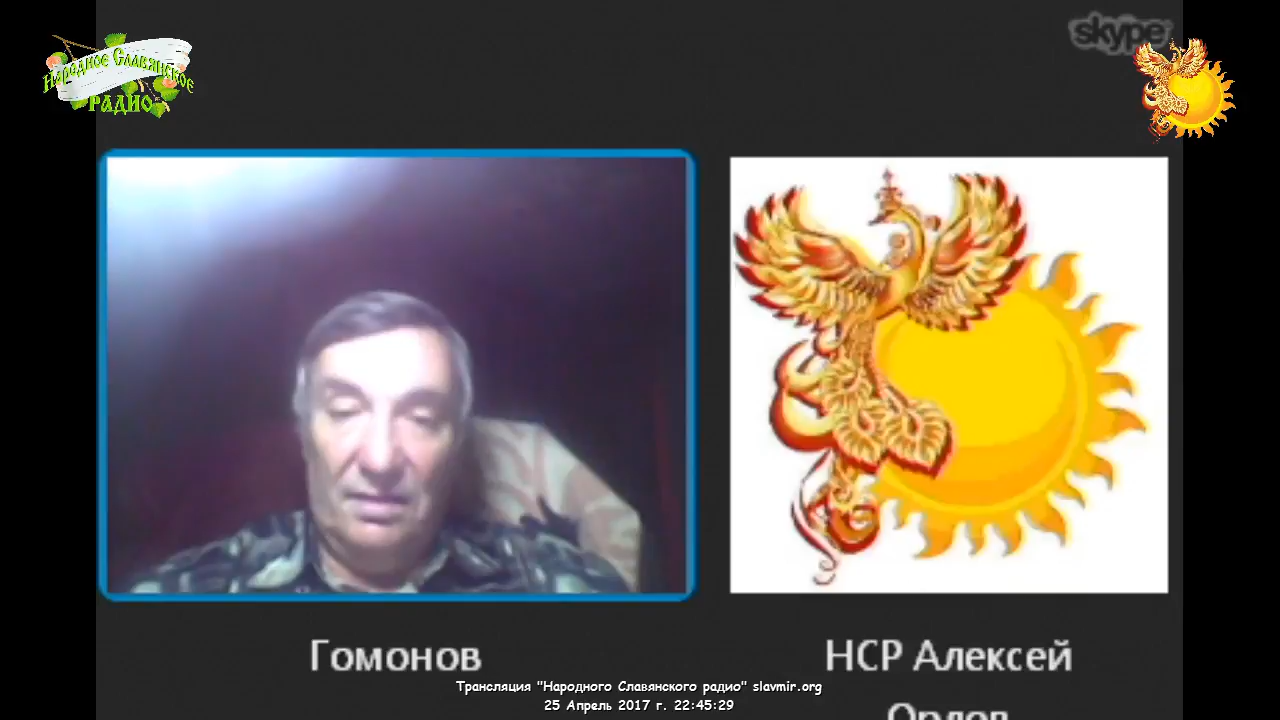 skype
Народное Славянское
РАДИО
Гомонов
НСР Алексей
Орлов
Трансляция "Народного Славянского радио" slavmir.org
25 Апрель 2017 г. 22:45:29